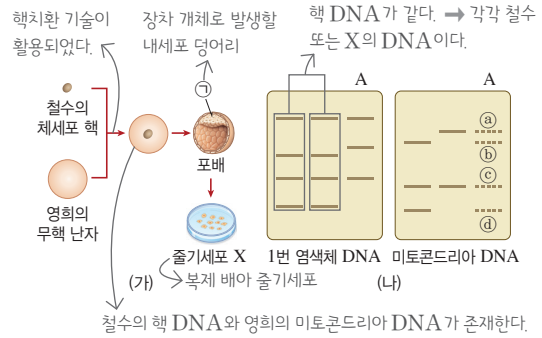 핵치환 기술이
활용되었다.
장차 개체로 발생할
내세포 덩어리
핵 DNA가 같다. ➡ 각각 철수
또는 X의 DNA이다.
㉠
A
A
철수의
체세포 핵
포배
영희의
무핵 난자
ⓐ
ⓑ
ⓒ
ⓓ
줄기세포 X
1번 염색체 DNA
미토콘드리아 DNA
(가)
복제 배아 줄기세포
(나)
철수의 핵 DNA와 영희의 미토콘드리아 DNA가 존재한다.